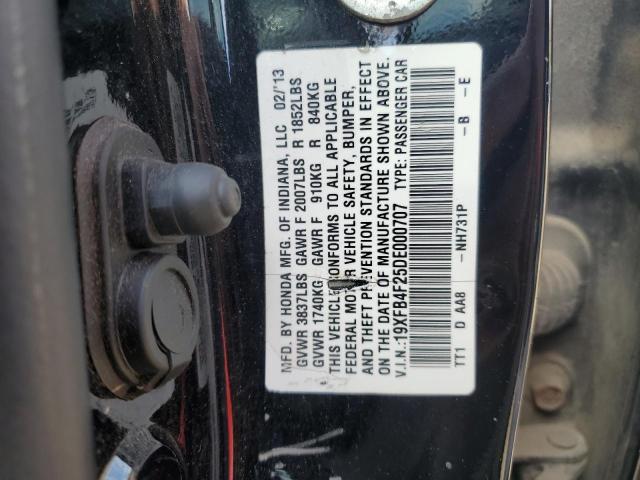 MFD. BY HONDA MFG. OF INDIANA, LLC 02/'13
GVWR 3837LBS GAWR F 2007LBS R 1852LBS
GVWR 1740KG GAWR F 910KG R 840KG
THIS VEHICLE CONFORMS TO ALL APPLICABLE
FEDERAL MOTOR VEHICLE SAFETY, BUMPER,
AND THEFT PREVENTION STANDARDS IN EFFECT
ON THE DATE OF MANUFACTURE SHOWN ABOVE.
V.I.N.:19XFB4F25DE000707 TYPE: PASSENGER CAR
TT1 D AA8 -NH731P -B -E